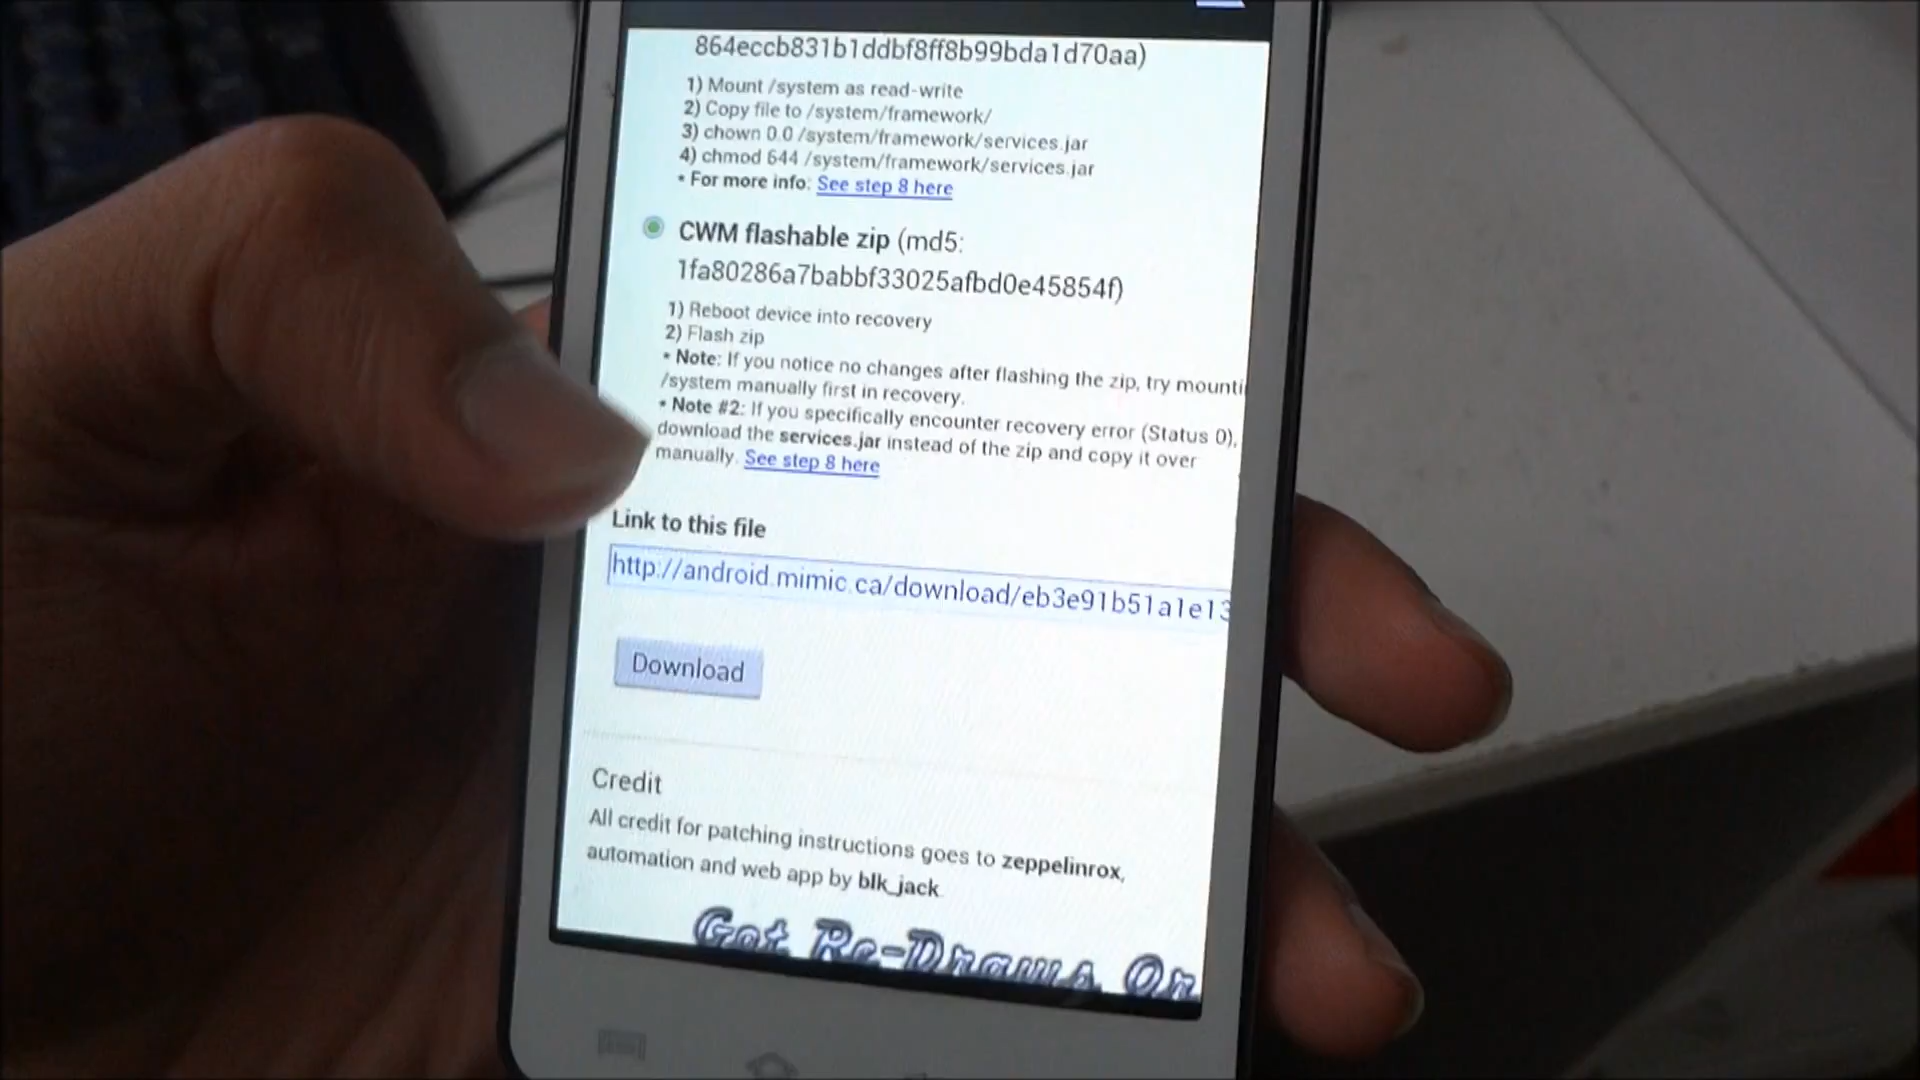 864eccb831b1ddbf8ff8b99bda1d70aa)
1) Mount /system as read-write
2) Copy file to /system/framework/
3) chown 0.0 /system/framework/services.jar
4) chmod 644 /system/framework/services.jar
* For more info: See step 8 here
CWM flashable zip (md5:
1fa80286a7babbf33025afbd0e45854f)
1) Reboot device into recovery
2) Flash zip
* Note: If you notice no changes after flashing the zip, try mounti
/system manually first in recovery.
* Note #2: If you specifically encounter recovery error (Status 0),
download the services.jar instead of the zip and copy it over
manually. See step 8 here
Link to this file
http://android.mimic.ca/download/eb3e91b51a1e13
Download
Credit
All credit for patching instructions goes to zeppelinrox,
automation and web app by blk_jack.
Got Re-Draws Or